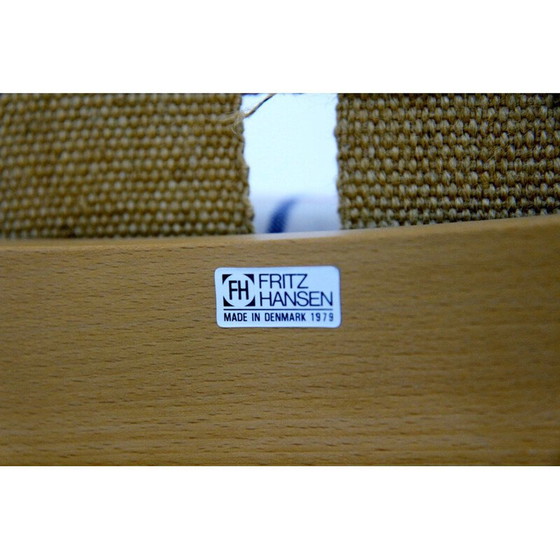 FH FRITZ
HANSEN
MADE IN DENMARK 1979